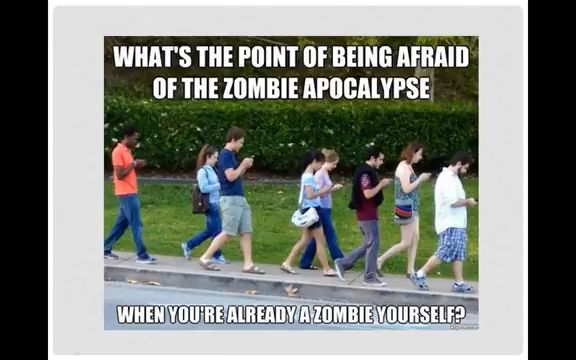 WHAT'S THE POINT OF BEING AFRAID
OF THE ZOMBIE APOCALYPSE
WHEN YOU'RE ALREADY A ZOMBIE YOURSELF?